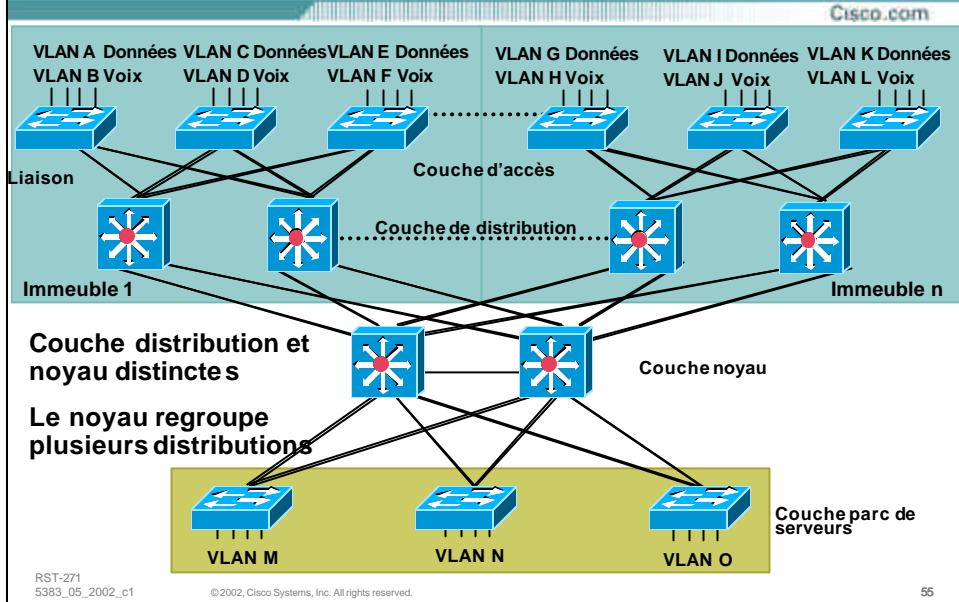 Cisco.com
VLAN A Données
VLAN B Voix
VLAN C Données
VLAN D Voix
VLAN E Données
VLAN F Voix
VLAN G Données
VLAN H Voix
VLAN I Données
VLAN J Voix
VLAN K Données
VLAN L Voix
Liaison
Couche d'accès
Couche de distribution
Immeuble 1
Immeuble n
Couche distribution et
noyau distinctes
Couche noyau
Le noyau regroupe
plusieurs distributions
VLAN M
VLAN N
VLAN O
Couche parc de
serveurs
RST-271
5383_05_2002_c1
© 2002, Cisco Systems, Inc. All rights reserved.
55